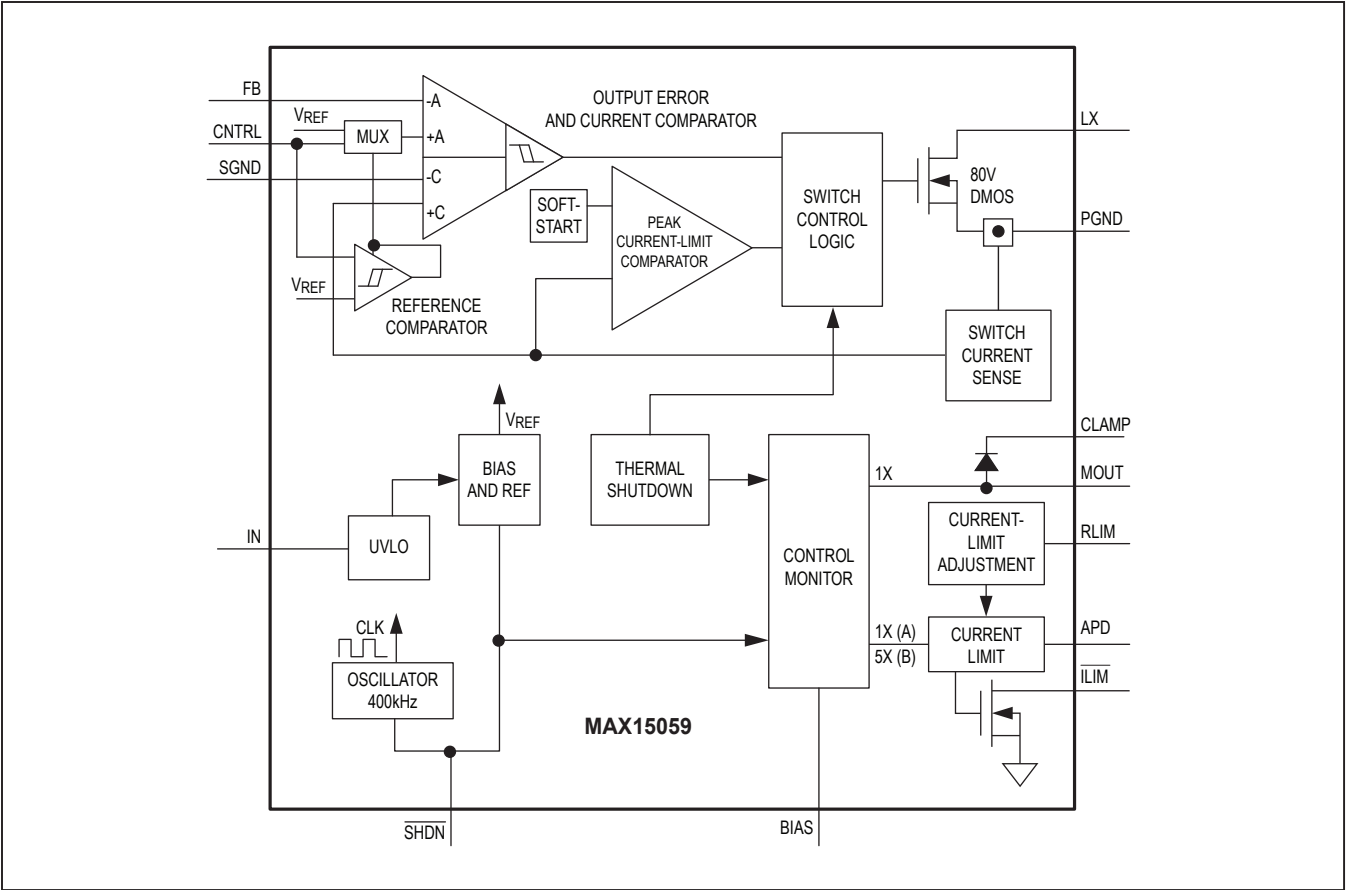 FB
VREF
CNTRL
MUX
SGND
-A
+A
-C
+C
OUTPUT ERROR
AND CURRENT COMPARATOR
SOFT-
START
PEAK
CURRENT-LIMIT
COMPARATOR
SWITCH
CONTROL
LOGIC
LX
80V
DMOS
PGND
VREF
REFERENCE
COMPARATOR
SWITCH
CURRENT
SENSE
VREF
BIAS
AND REF
THERMAL
SHUTDOWN
CLAMP
1X
MOUT
IN
UVLO
CONTROL
MONITOR
CURRENT-
LIMIT
ADJUSTMENT
RLIM
CLK
OSCILLATOR
400kHz
1X (A)
5X (B)
CURRENT
LIMIT
APD
ILIM
MAX15059
SHDN
BIAS